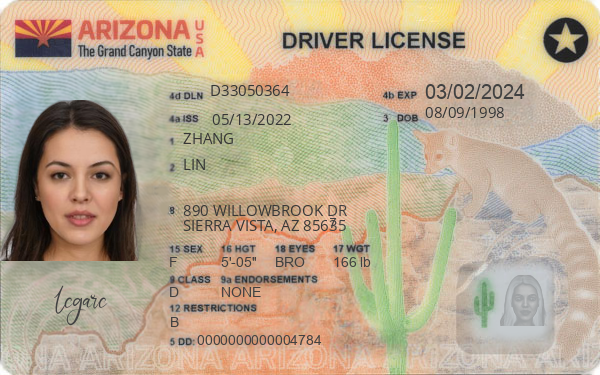 ARIZONA USA
The Grand Canyon State
DRIVER LICENSE
4d DLN D33050364
4b EXP 03/02/2024
4a ISS 05/13/2022
3 DOB 08/09/1998
1 ZHANG
2 LIN
8 890 WILLOWBROOK DR
SIERRA VISTA, AZ 85635
15 SEX 16 HGT 18 EYES 17 WGT
F 5'-05" BRO 166 lb
9 CLASS 9a ENDORSEMENTS
D NONE
12 RESTRICTIONS
B
5 DD: 0000000000004784
Legare
ARIZONA ARIZONA ARIZONA ARIZONA